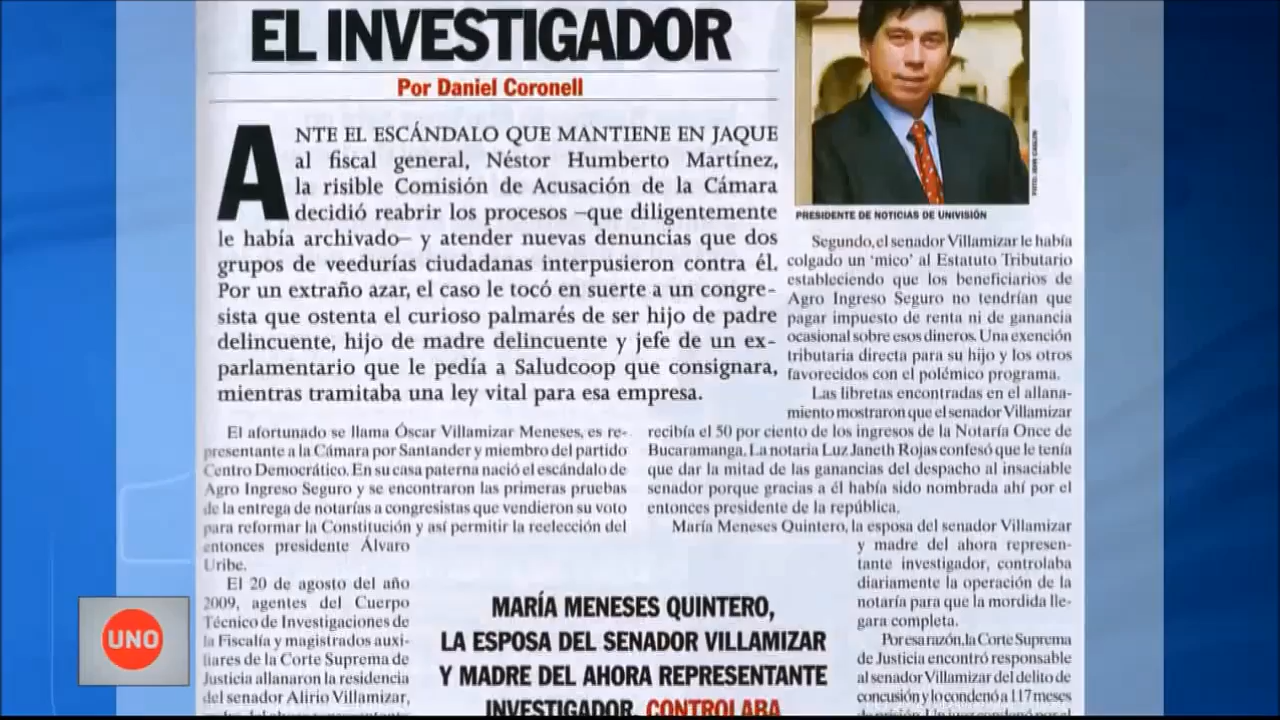 EL INVESTIGADOR
Por Daniel Coronell
ANTE EL ESCÁNDALO QUE MANTIENE EN JAQUE
al fiscal general, Néstor Humberto Martínez,
la risible Comisión de Acusación de la Cámara
decidió reabrir los procesos –que diligentemente
le había archivado– y atender nuevas denuncias que dos
grupos de veedurías ciudadanas interpusieron contra él.
Por un extraño azar, el caso le tocó en suerte a un congre-
sista que ostenta el curioso palmarés de ser hijo de padre
delincuente, hijo de madre delincuente y jefe de un ex-
parlamentario que le pedía a Saludcoop que consignara,
mientras tramitaba una ley vital para esa empresa.
El afortunado se llama Óscar Villamizar Meneses, es re-
presentante a la Cámara por Santander y miembro del partido
Centro Democrático. En su casa paterna nació el escándalo de
Agro Ingreso Seguro y se encontraron las primeras pruebas
de la entrega de notarías a congresistas que vendieron su voto
para reformar la Constitución y así permitir la reelección del
entonces presidente Álvaro
Uribe.
El 20 de agosto del año
2009, agentes del Cuerpo
Técnico de Investigaciones de
la Fiscalía y magistrados auxi-
liares de la Corte Suprema de
Justicia allanaron la residencia
del senador Alirio Villamizar,
MARÍA MENESES QUINTERO,
LA ESPOSA DEL SENADOR VILLAMIZAR
Y MADRE DEL AHORA REPRESENTANTE
INVESTIGADOR, CONTROLABA
PRESIDENTE DE NOTICIAS DE UNIVISIÓN
Segundo, el senador Villamizar le había
colgado un 'mico' al Estatuto Tributario
estableciendo que los beneficiarios de
Agro Ingreso Seguro no tendrían que
pagar impuesto de renta ni de ganancia
ocasional sobre esos dineros. Una exención
tributaria directa para su hijo y los otros
favorecidos con el polémico programa.
Las libretas encontradas en el allana-
miento mostraron que el senador Villamizar
recibía el 50 por ciento de los ingresos de la Notaría Once de
Bucaramanga. La notaria Luz Janeth Rojas confesó que le tenía
que dar la mitad de las ganancias del despacho al insaciable
senador porque gracias a él había sido nombrada ahí por el
entonces presidente de la república.
María Meneses Quintero, la esposa del senador Villamizar
y madre del ahora represen-
tante investigador, controlaba
diariamente la operación de la
notaría para que la mordida lle-
gara completa.
Por esa razón, la Corte Suprema
de Justicia encontró responsable
al senador Villamizar del delito de
concusión y lo condenó a 117 meses
UNO